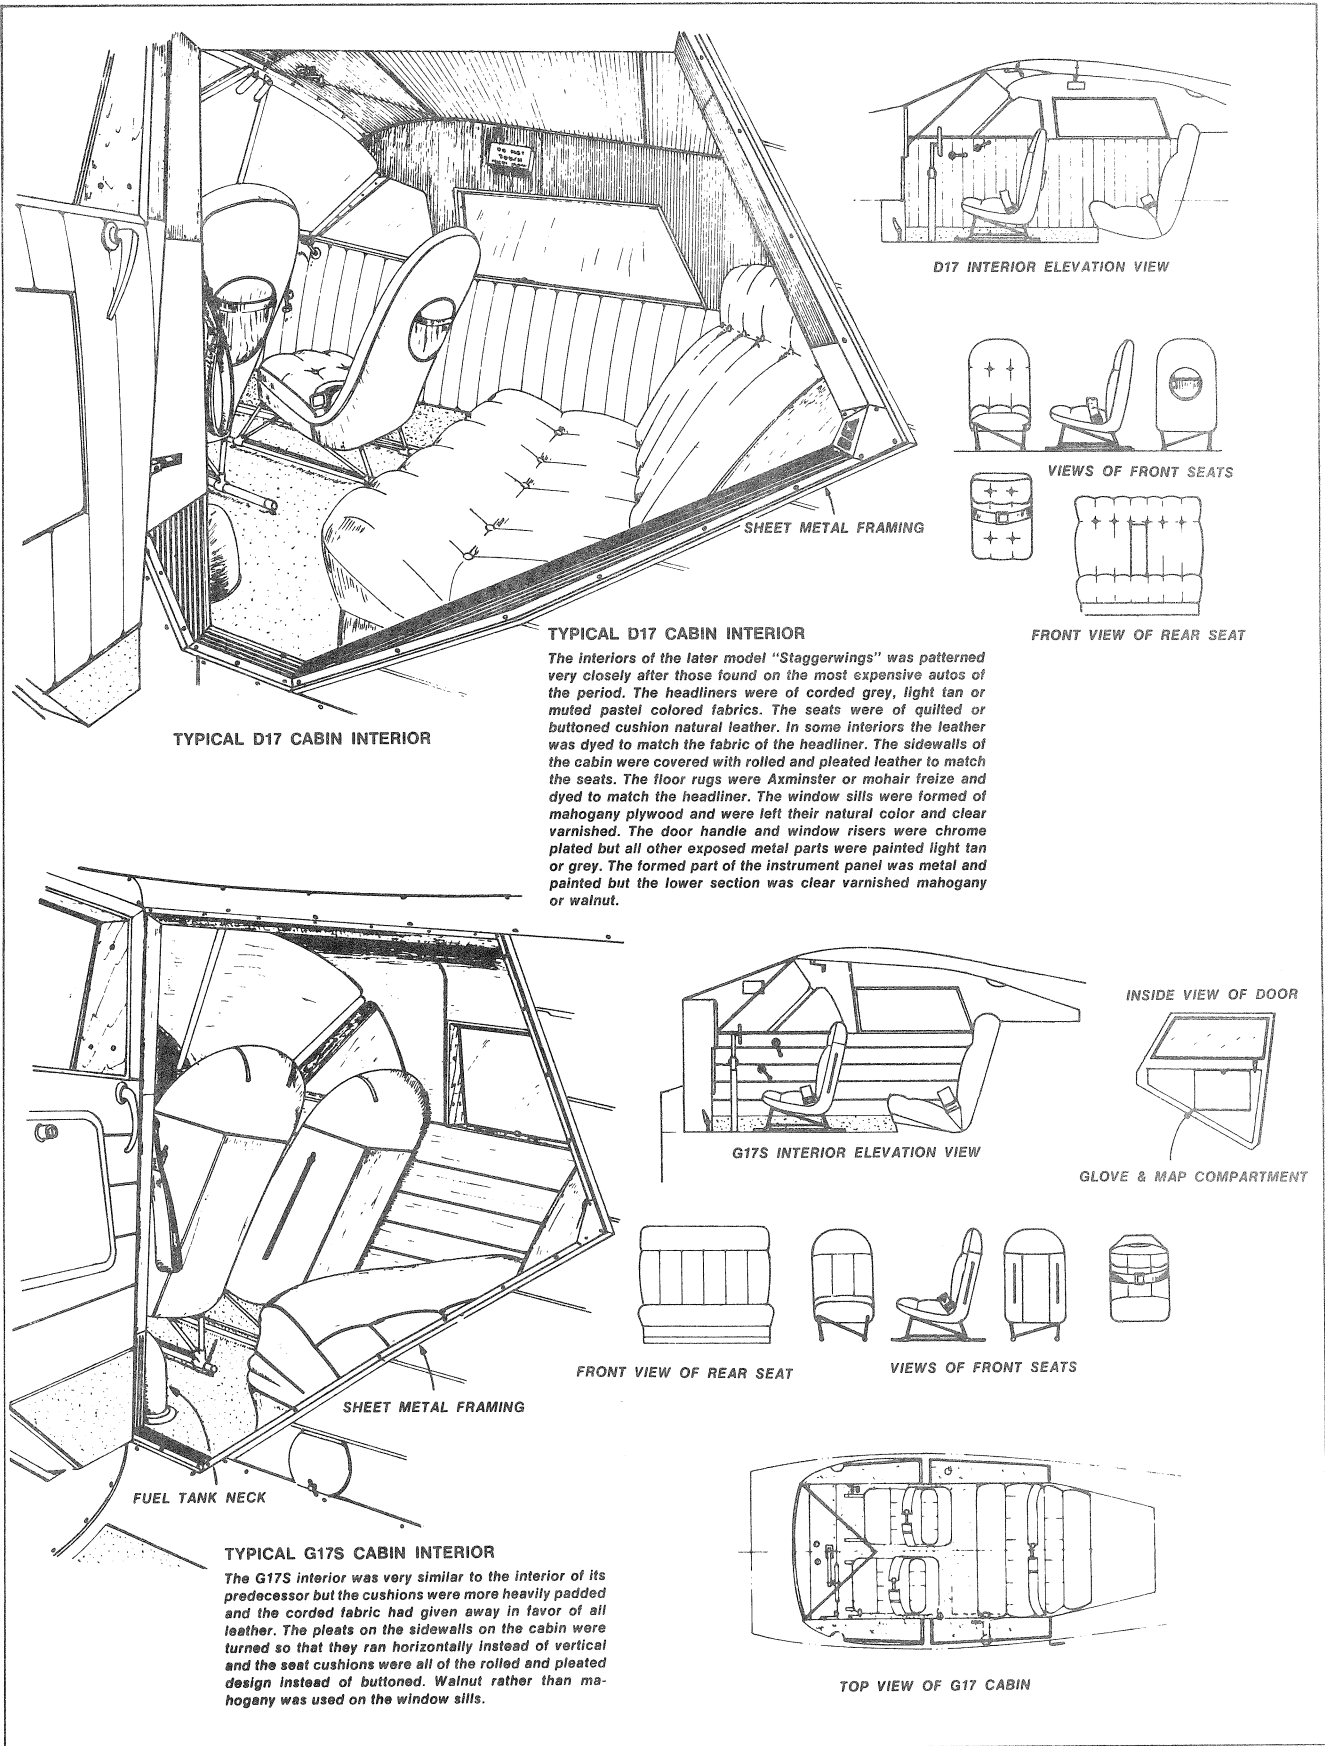 D17 INTERIOR ELEVATION VIEW
VIEWS OF FRONT SEATS
SHEET METAL FRAMING
FRONT VIEW OF REAR SEAT
TYPICAL D17 CABIN INTERIOR
TYPICAL D17 CABIN INTERIOR
The interiors of the later model "Staggerwings" was patterned
very closely after those found on the most expensive autos of
the period. The headliners were of corded grey, light tan or
muted pastel colored fabrics. The seats were of quilted or
buttoned cushion natural leather. In some interiors the leather
was dyed to match the fabric of the headliner. The sidewalls of
the cabin were covered with rolled and pleated leather to match
the seats. The floor rugs were Axminster or mohair freize and
dyed to match the headliner. The window sills were formed of
mahogany plywood and were left their natural color and clear
varnished. The door handle and window risers were chrome
plated but all other exposed metal parts were painted light tan
or grey. The formed part of the instrument panel was metal and
painted but the lower section was clear varnished mahogany
or walnut.
INSIDE VIEW OF DOOR
G17S INTERIOR ELEVATION VIEW
GLOVE & MAP COMPARTMENT
FRONT VIEW OF REAR SEAT
VIEWS OF FRONT SEATS
SHEET METAL FRAMING
FUEL TANK NECK
TYPICAL G17S CABIN INTERIOR
The G17S interior was very similar to the interior of its
predecessor but the cushions were more heavily padded
and the corded fabric had given away in favor of all
leather. The pleats on the sidewalls on the cabin were
turned so that they ran horizontally instead of vertical
and the seat cushions were all of the rolled and pleated
design instead of buttoned. Walnut rather than ma-
hogany was used on the window sills.
TOP VIEW OF G17 CABIN